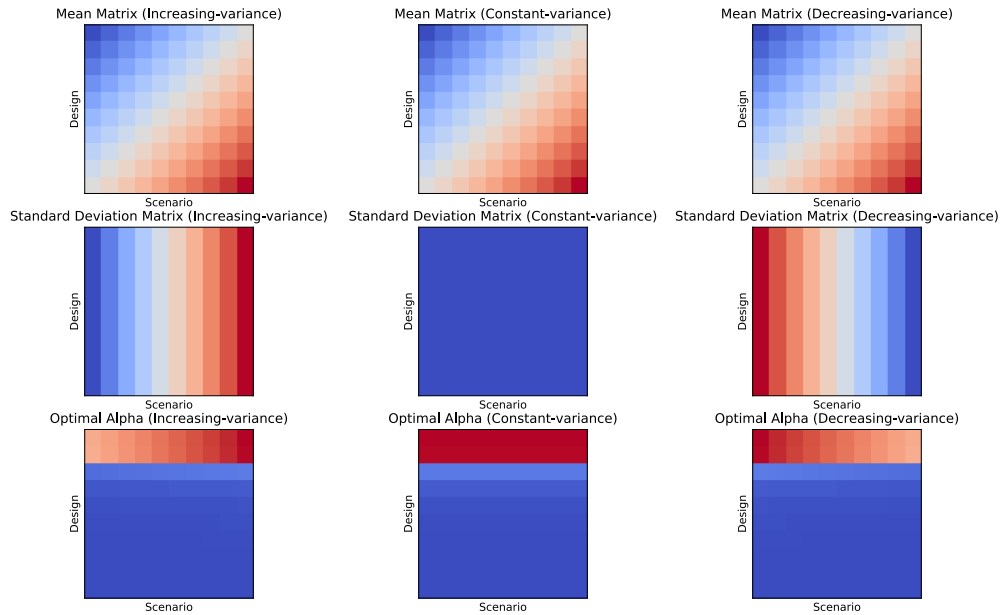 Mean Matrix (Increasing-variance)
Mean Matrix (Constant-variance)
Mean Matrix (Decreasing-variance)
Design
Design
Design
Scenario
Scenario
Scenario
Standard Deviation Matrix (Increasing-variance)
Standard Deviation Matrix (Constant-variance)
Standard Deviation Matrix (Decreasing-variance)
Design
Design
Design
Scenario
Scenario
Scenario
Optimal Alpha (Increasing-variance)
Optimal Alpha (Constant-variance)
Optimal Alpha (Decreasing-variance)
Design
Design
Design
Scenario
Scenario
Scenario